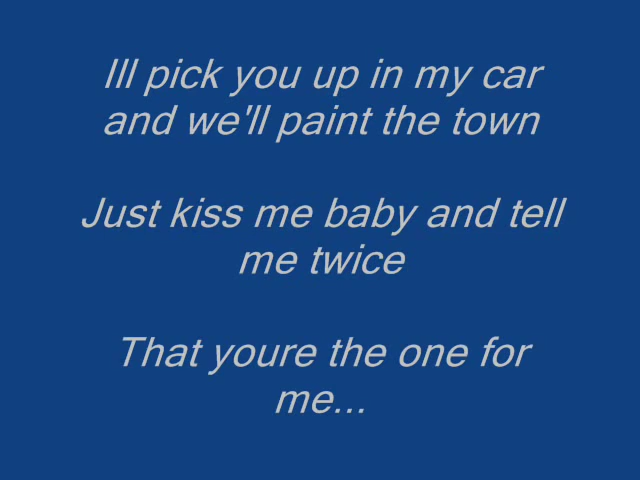 Ill pick you up in my car
and we'll paint the town
Just kiss me baby and tell
me twice
That youre the one for
me...